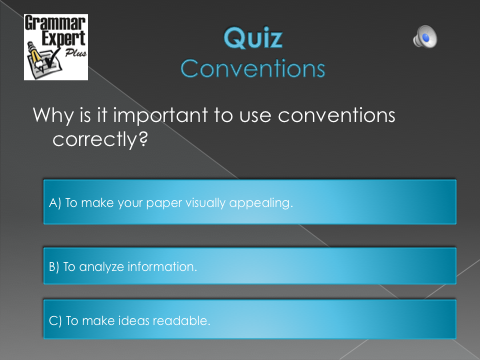 Grammar
Expert
Plus
Quiz
Conventions
Why is it important to use conventions
correctly?
A) To make your paper visually appealing.
B) To analyze information.
C) To make ideas readable.